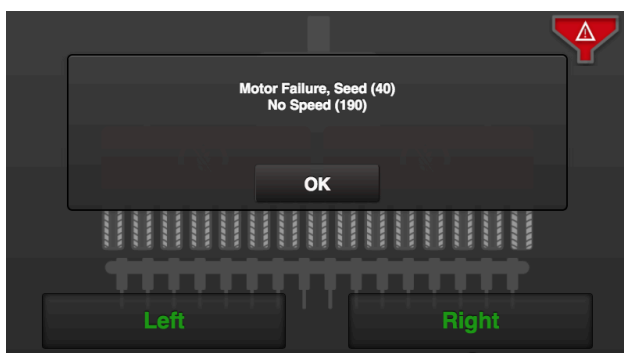 Motor Failure, Seed (40)
No Speed (190)
OK
Left
Right